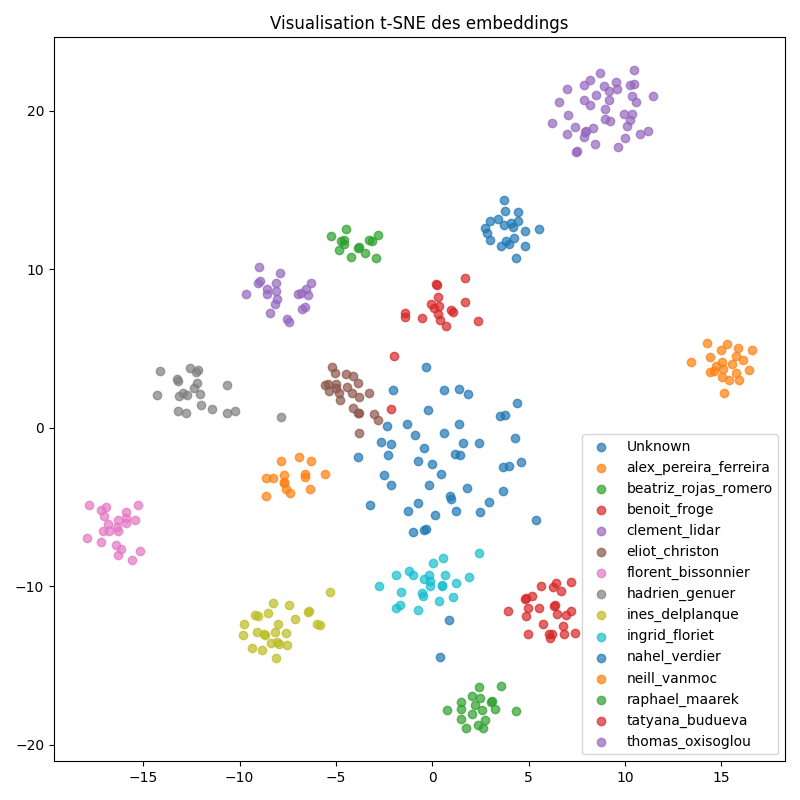 Visualisation t-SNE des embeddings
20
10
0
−10
−20
−15
−10
−5
0
5
10
15
Unknown
alex_pereira_ferreira
beatriz_rojas_romero
benoit_froge
clement_lidar
eliot_christon
florent_bissonnier
hadrien_genuer
ines_delplanque
ingrid_floriet
nahel_verdier
neill_vanmoc
raphael_maarek
tatyana_budueva
thomas_oxisoglou